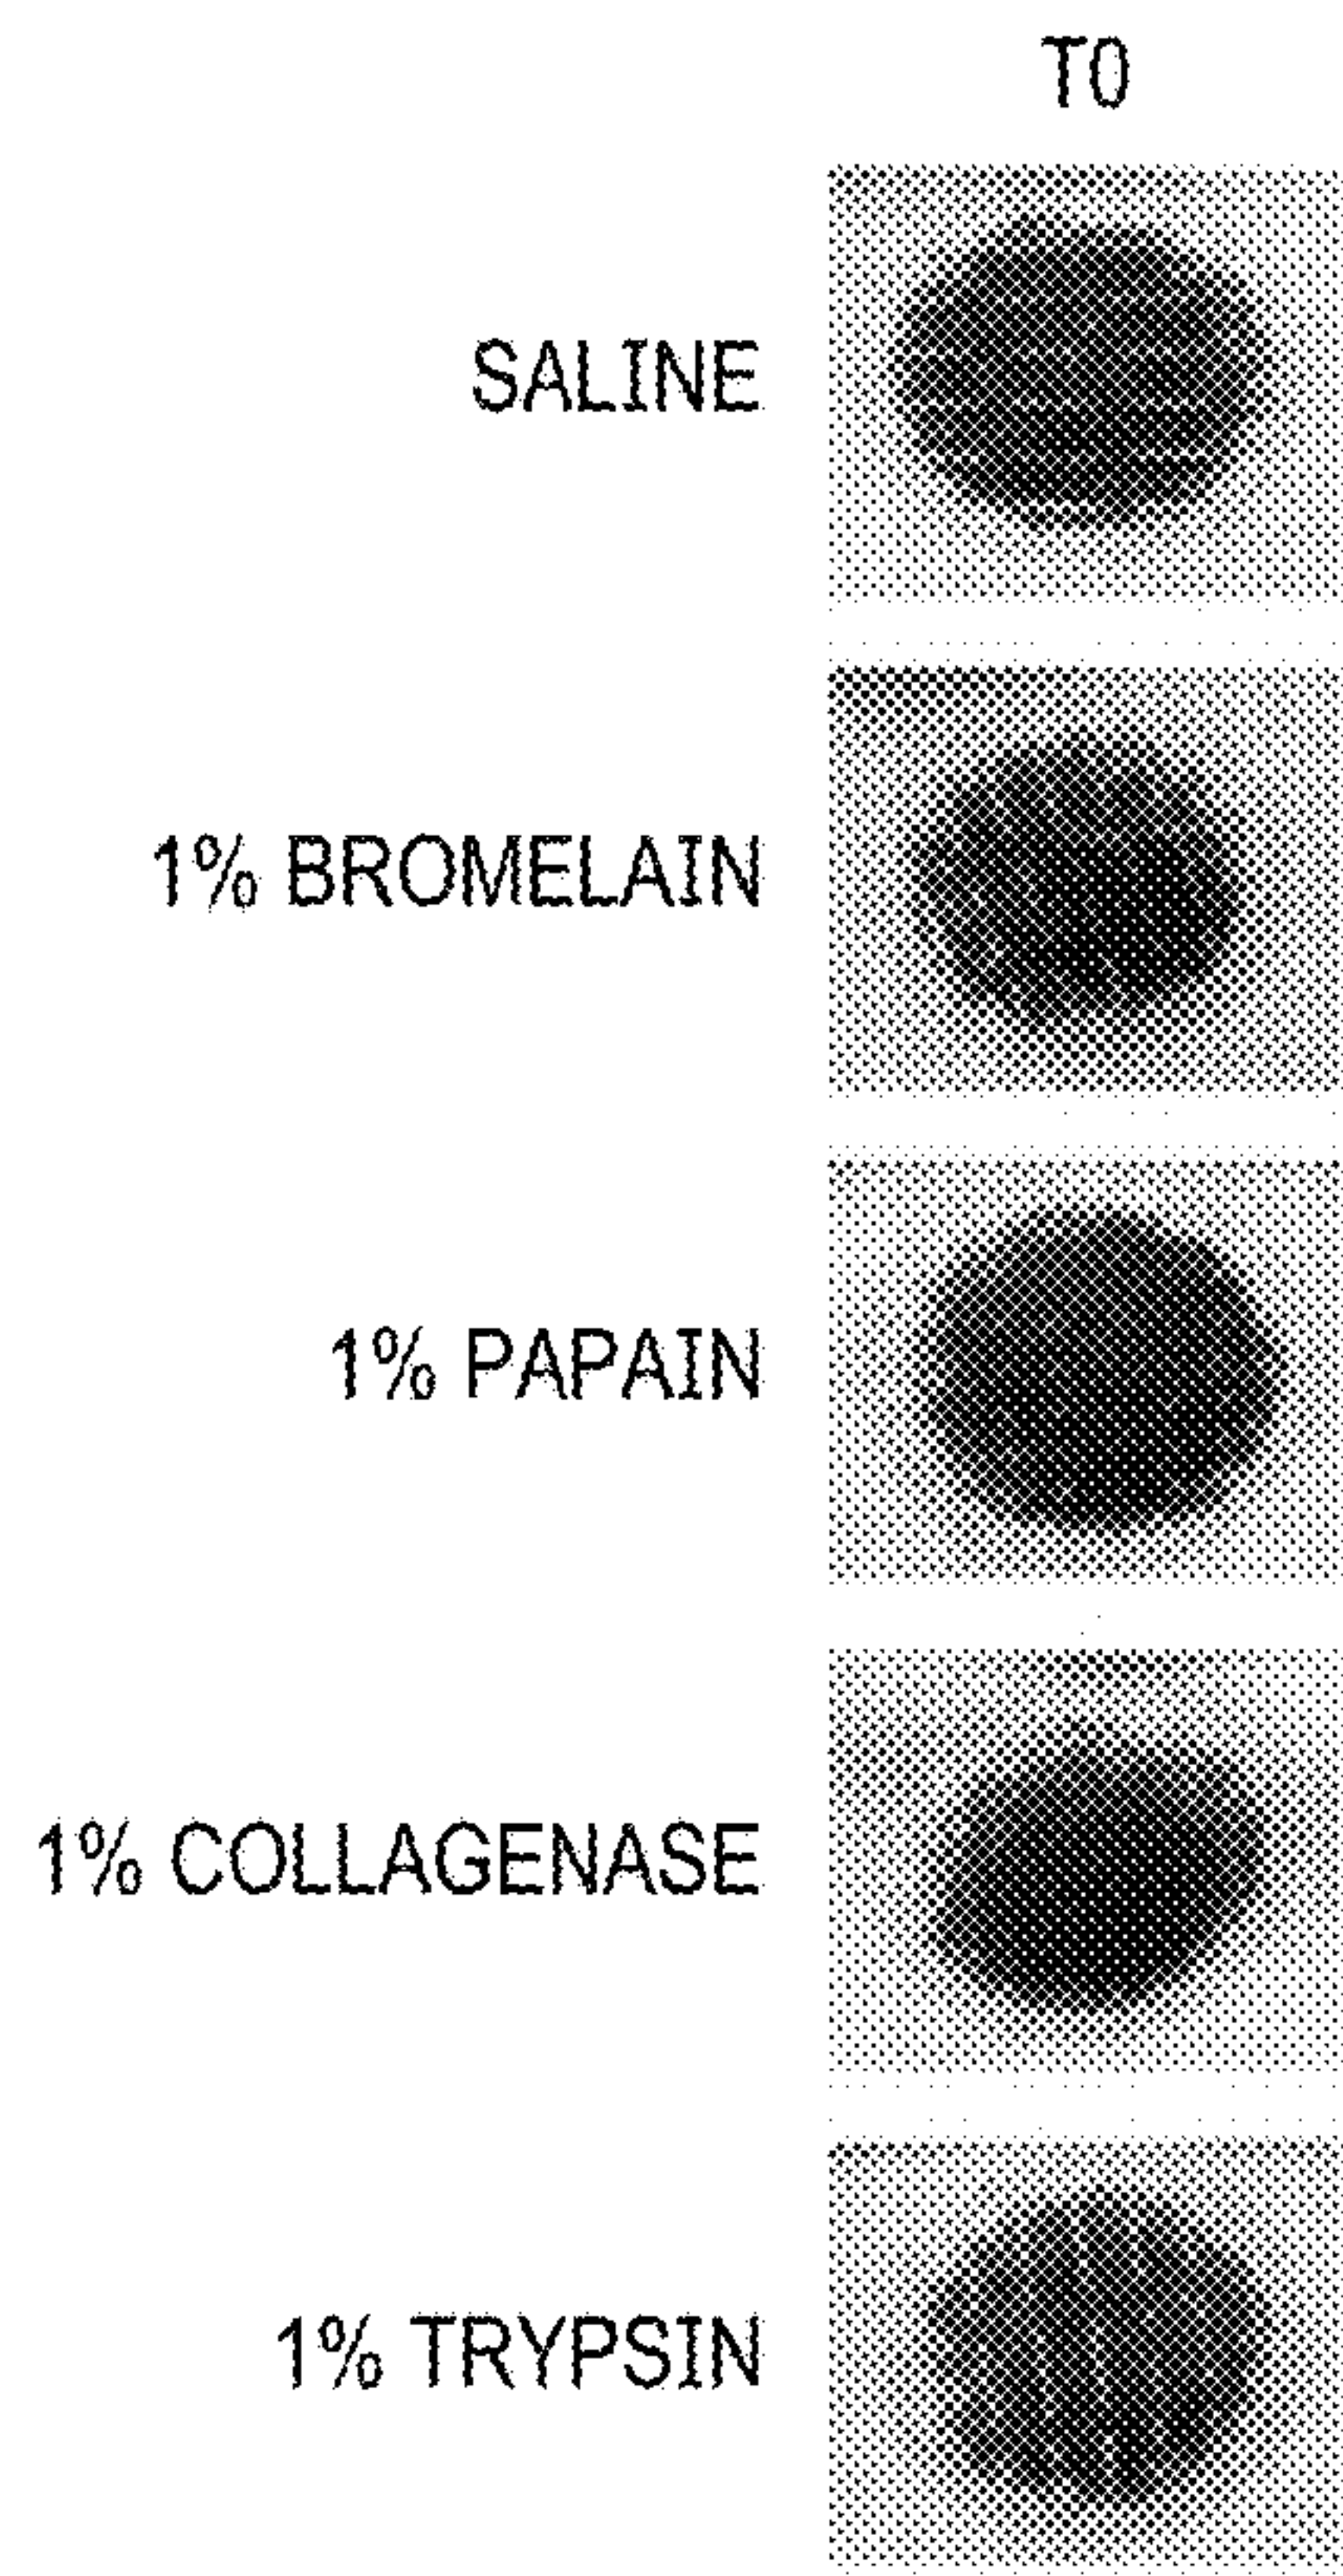 T0
SALINE
1% BROMELAIN
1% PAPAIN
1% COLLAGENASE
1% TRYPSIN